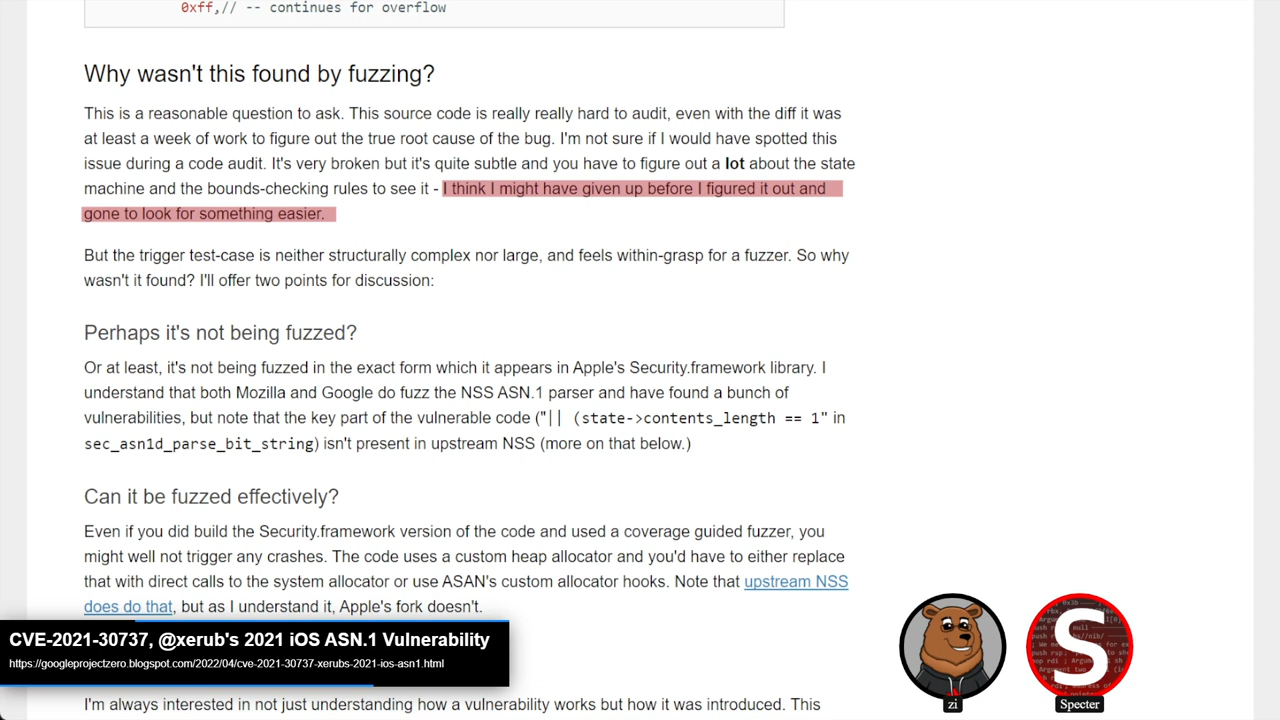 0xff,// -- continues for overflow
Why wasn't this found by fuzzing?
This is a reasonable question to ask. This source code is really really hard to audit, even with the diff it was
at least a week of work to figure out the true root cause of the bug. I'm not sure if I would have spotted this
issue during a code audit. It's very broken but it's quite subtle and you have to figure out a lot about the state
machine and the bounds-checking rules to see it - I think I might have given up before I figured it out and
gone to look for something easier.
But the trigger test-case is neither structurally complex nor large, and feels within-grasp for a fuzzer. So why
wasn't it found? I'll offer two points for discussion:
Perhaps it's not being fuzzed?
Or at least, it's not being fuzzed in the exact form which it appears in Apple's Security.framework library. I
understand that both Mozilla and Google do fuzz the NSS ASN.1 parser and have found a bunch of
vulnerabilities, but note that the key part of the vulnerable code ("|| (state->contents_length == 1" in
sec_asn1d_parse_bit_string) isn't present in upstream NSS (more on that below.)
Can it be fuzzed effectively?
Even if you did build the Security.framework version of the code and used a coverage guided fuzzer, you
might well not trigger any crashes. The code uses a custom heap allocator and you'd have to either replace
that with direct calls to the system allocator or use ASAN's custom allocator hooks. Note that upstream NSS
does do that, but as I understand it, Apple's fork doesn't.
CVE-2021-30737, @xerub's 2021 iOS ASN.1 Vulnerability
https://googleprojectzero.blogspot.com/2022/04/cve-2021-30737-xerubs-2021-ios-asn1.html
I'm always interested in not just understanding how a vulnerability works but how it was introduced. This
S
zi
Specter